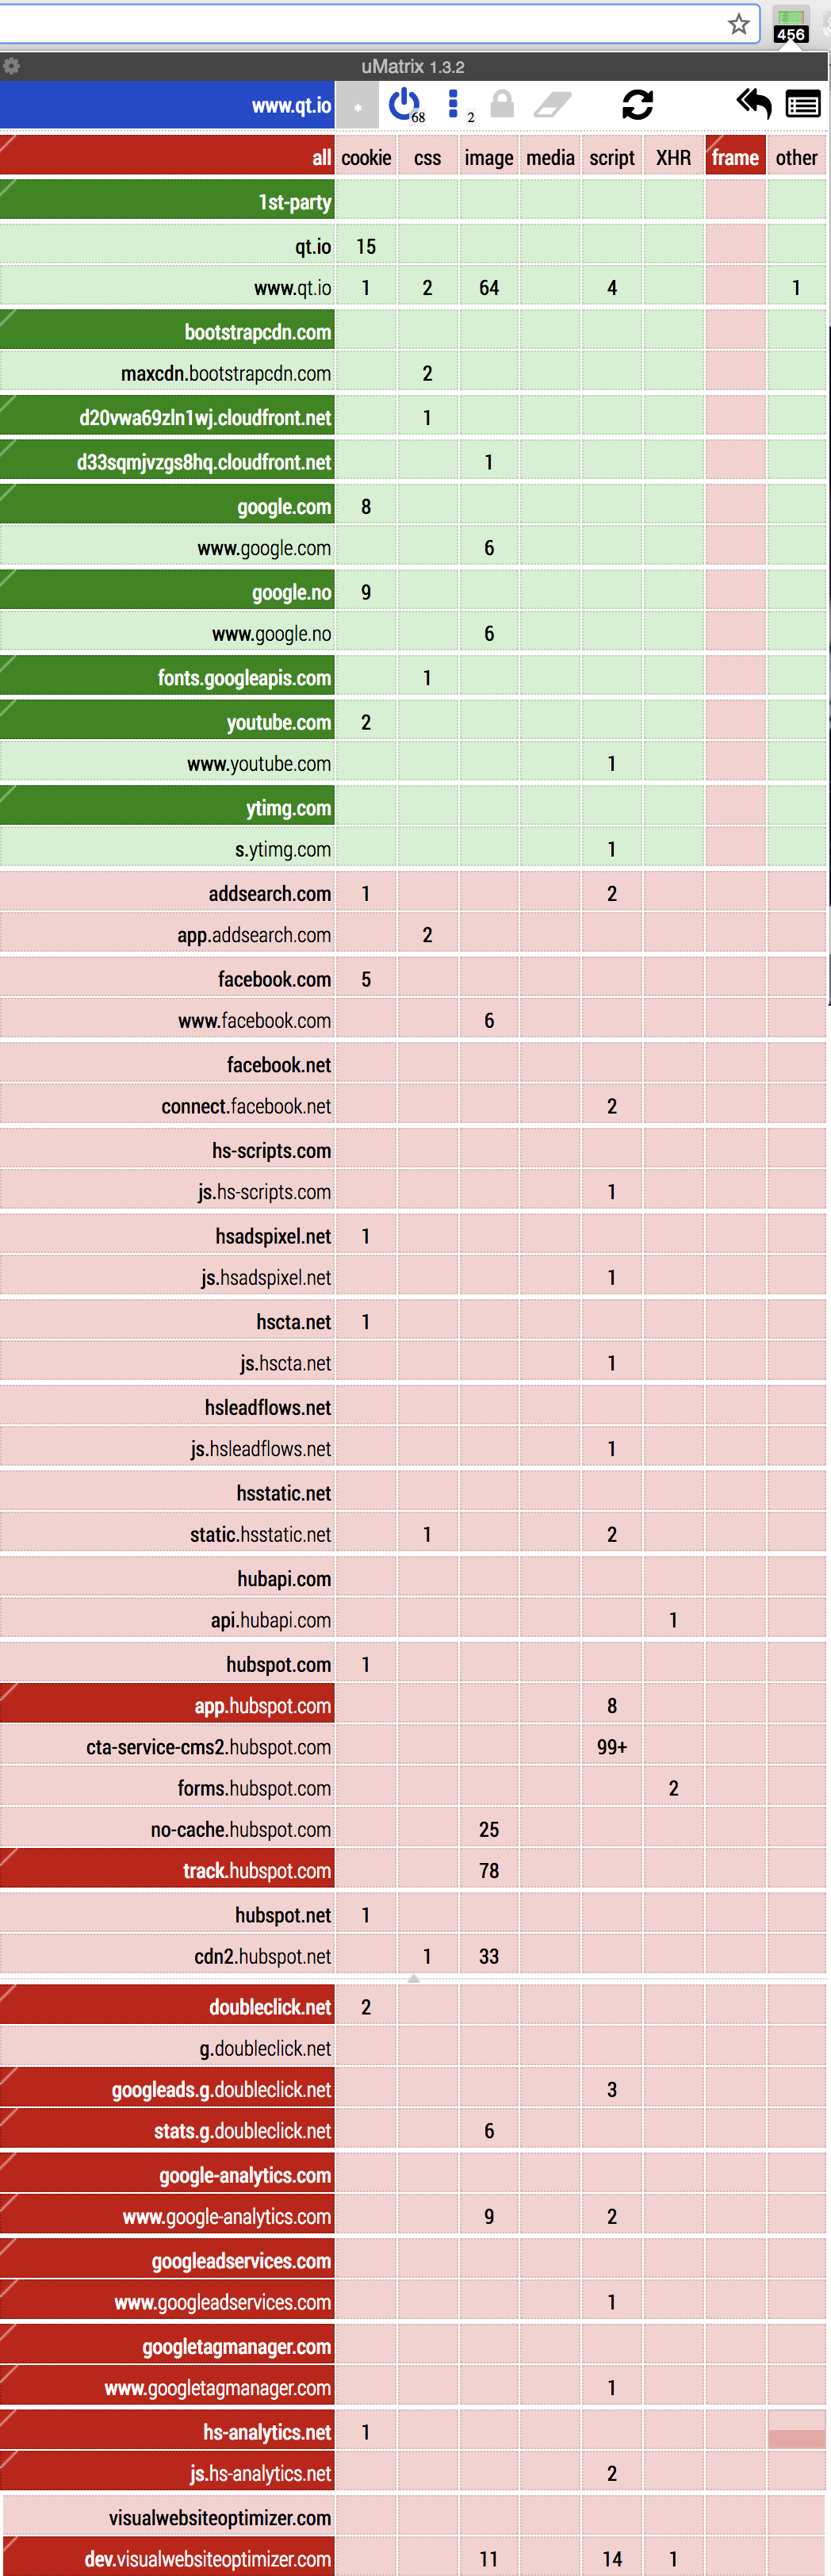 456
uMatrix 1.3.2
www.qt.io * 68 2
all cookie css image media script XHR frame other
1st-party
qt.io 15
www.qt.io 1 2 64 4 1
bootstrapcdn.com
maxcdn.bootstrapcdn.com 2
d20vwa69zln1wj.cloudfront.net 1
d33sqmjvzgs8hq.cloudfront.net 1
google.com 8
www.google.com 6
google.no 9
www.google.no 6
fonts.googleapis.com 1
youtube.com 2
www.youtube.com 1
ytimg.com
s.ytimg.com 1
addsearch.com 1 2
app.addsearch.com 2
facebook.com 5
www.facebook.com 6
facebook.net
connect.facebook.net 2
hs-scripts.com
js.hs-scripts.com 1
hsadspixel.net 1
js.hsadspixel.net 1
hscta.net 1
js.hscta.net 1
hsleadflows.net
js.hsleadflows.net 1
hsstatic.net
static.hsstatic.net 1 2
hubapi.com
api.hubapi.com 1
hubspot.com 1
app.hubspot.com 8
cta-service-cms2.hubspot.com 99+
forms.hubspot.com 2
no-cache.hubspot.com 25
track.hubspot.com 78
hubspot.net 1
cdn2.hubspot.net 1 33
doubleclick.net 2
g.doubleclick.net
googleads.g.doubleclick.net 3
stats.g.doubleclick.net 6
google-analytics.com
www.google-analytics.com 9 2
googleadservices.com
www.googleadservices.com 1
googletagmanager.com
www.googletagmanager.com 1
hs-analytics.net 1
js.hs-analytics.net 2
visualwebsiteoptimizer.com
dev.visualwebsiteoptimizer.com 11 14 1